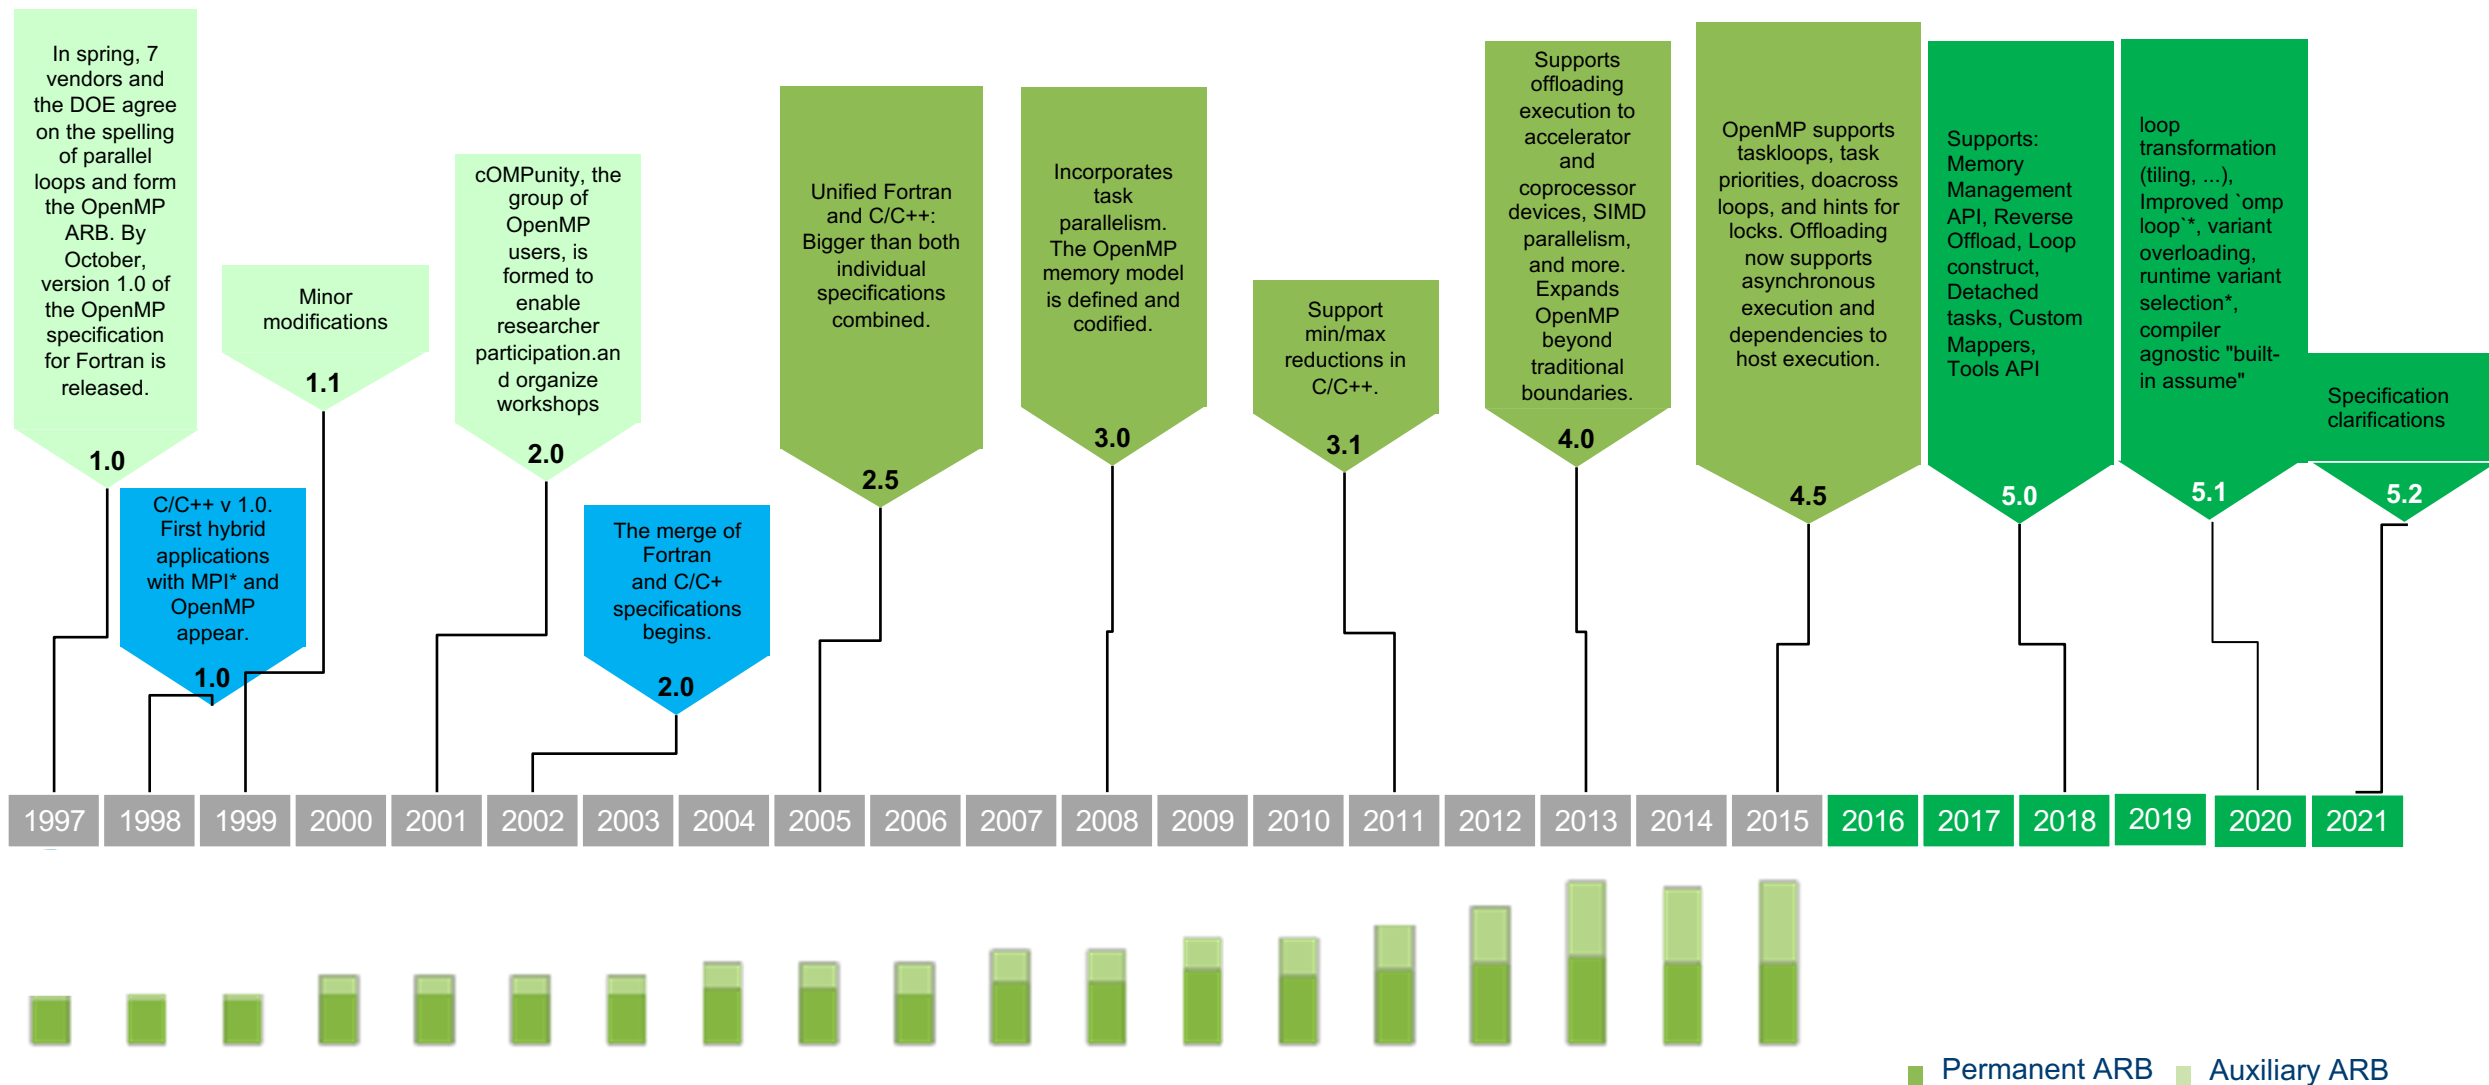 In spring, 7
vendors and
the DOE agree
on the spelling
of parallel
loops and form
the OpenMP
ARB. By
October,
version 1.0 of
the OpenMP
specification
for Fortran is
released.
1.0
C/C++ v 1.0.
First hybrid
applications
with MPI* and
OpenMP
appear.
1.0
Minor
modifications
1.1
cOMPunity, the
group of
OpenMP
users, is
formed to
enable
researcher
participation.an
d organize
workshops
2.0
The merge of
Fortran
and C/C+
specifications
begins.
2.0
Unified Fortran
and C/C++:
Bigger than both
individual
specifications
combined.
2.5
Incorporates
task
parallelism.
The OpenMP
memory model
is defined and
codified.
3.0
Support
min/max
reductions in
C/C++.
3.1
Supports
offloading
execution to
accelerator
and
coprocessor
devices, SIMD
parallelism,
and more.
Expands
OpenMP
beyond
traditional
boundaries.
4.0
OpenMP supports
taskloops, task
priorities, doacross
loops, and hints for
locks. Offloading
now supports
asynchronous
execution and
dependencies to
host execution.
4.5
Supports:
Memory
Management
API, Reverse
Offload, Loop
construct,
Detached
tasks, Custom
Mappers,
Tools API
5.0
loop
transformation
(tiling, ...),
Improved `omp
loop`*, variant
overloading,
runtime variant
selection*,
compiler
agnostic "built-
in assume"
5.1
Specification
clarifications
5.2
1997 1998 1999 2000 2001 2002 2003 2004 2005 2006 2007 2008 2009 2010 2011 2012 2013 2014 2015 2016 2017 2018 2019 2020 2021
Permanent ARB Auxiliary ARB